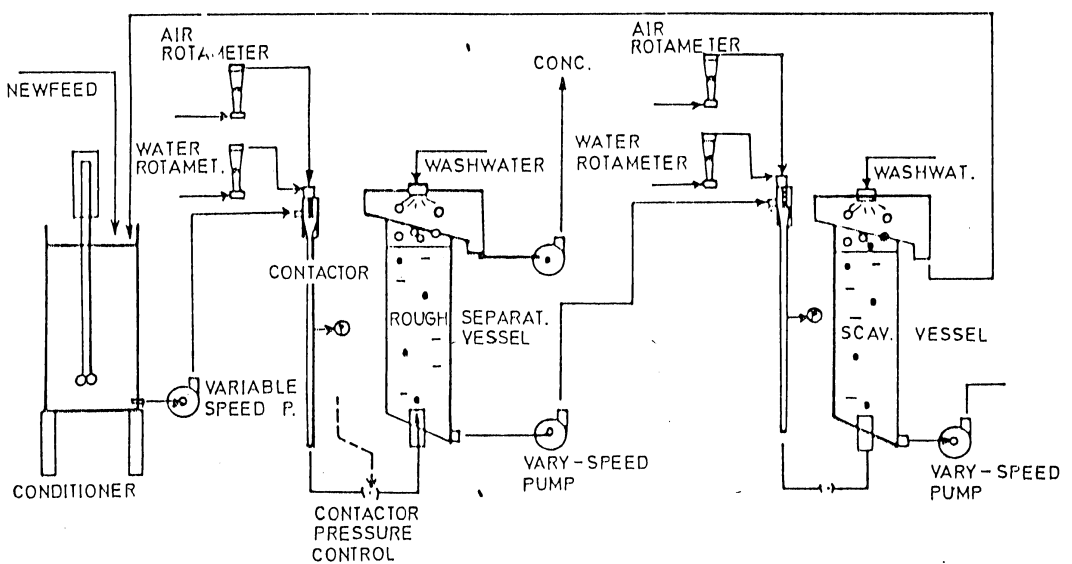 AIR
ROTAMETER
NEWFEED
WATER
ROTAMET.
CONC.
WASHWATER
AIR
ROTAMETER
WATER
ROTAMETER
WASHWAT.
CONTACTOR
ROUGH SEPARAT.
VESSEL
SCAV. VESSEL
VARIABLE
SPEED P.
CONDITIONER
CONTACTOR
PRESSURE
CONTROL
VARY-SPEED
PUMP
VARY-SPEED
PUMP